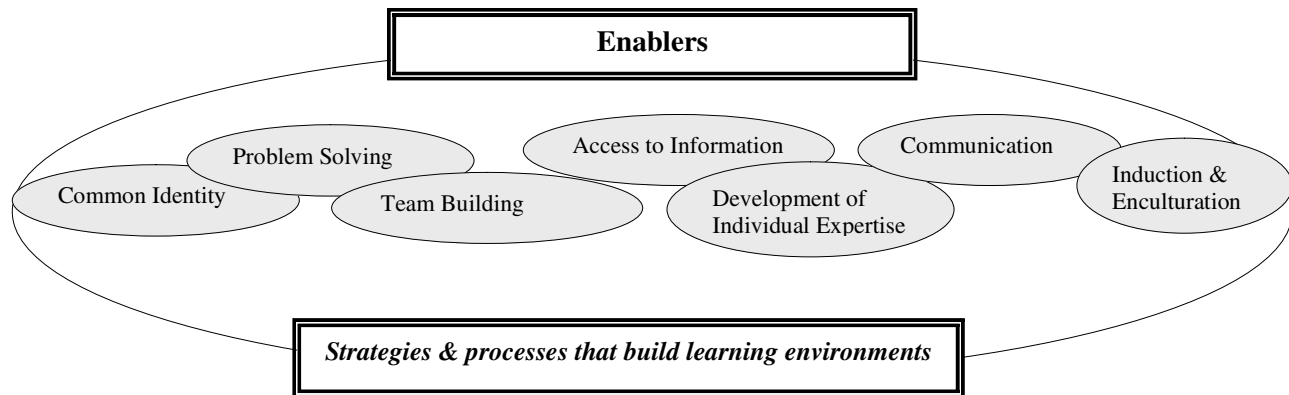 Enablers
Common Identity
Problem Solving
Team Building
Access to Information
Development of
Individual Expertise
Communication
Induction &
Enculturation
Strategies & processes that build learning environments